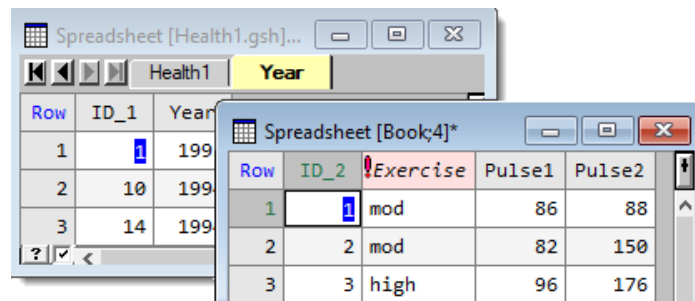 Spreadsheet [Health1.gsh]...
Health1 Year
Row ID_1 Year
1 1 199
2 10 199
3 14 199
?
Spreadsheet [Book;4]*
Row ID_2 !Exercise Pulse1 Pulse2
1 1 mod 86 88
2 2 mod 82 150
3 3 high 96 176